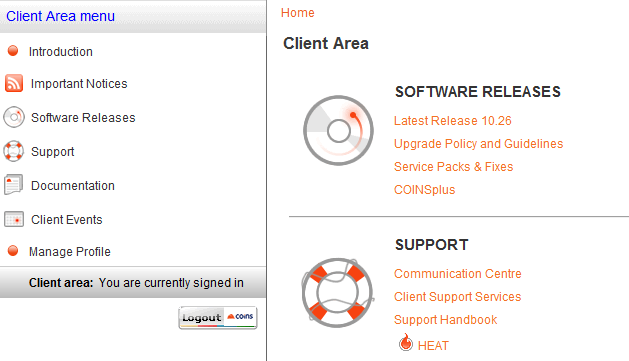 Client Area menu
Introduction
Important Notices
Software Releases
Support
Documentation
Client Events
Manage Profile
Client area: You are currently signed in
Logout COINS
Home
Client Area
SOFTWARE RELEASES
Latest Release 10.26
Upgrade Policy and Guidelines
Service Packs & Fixes
COINSplus
SUPPORT
Communication Centre
Client Support Services
Support Handbook
HEAT